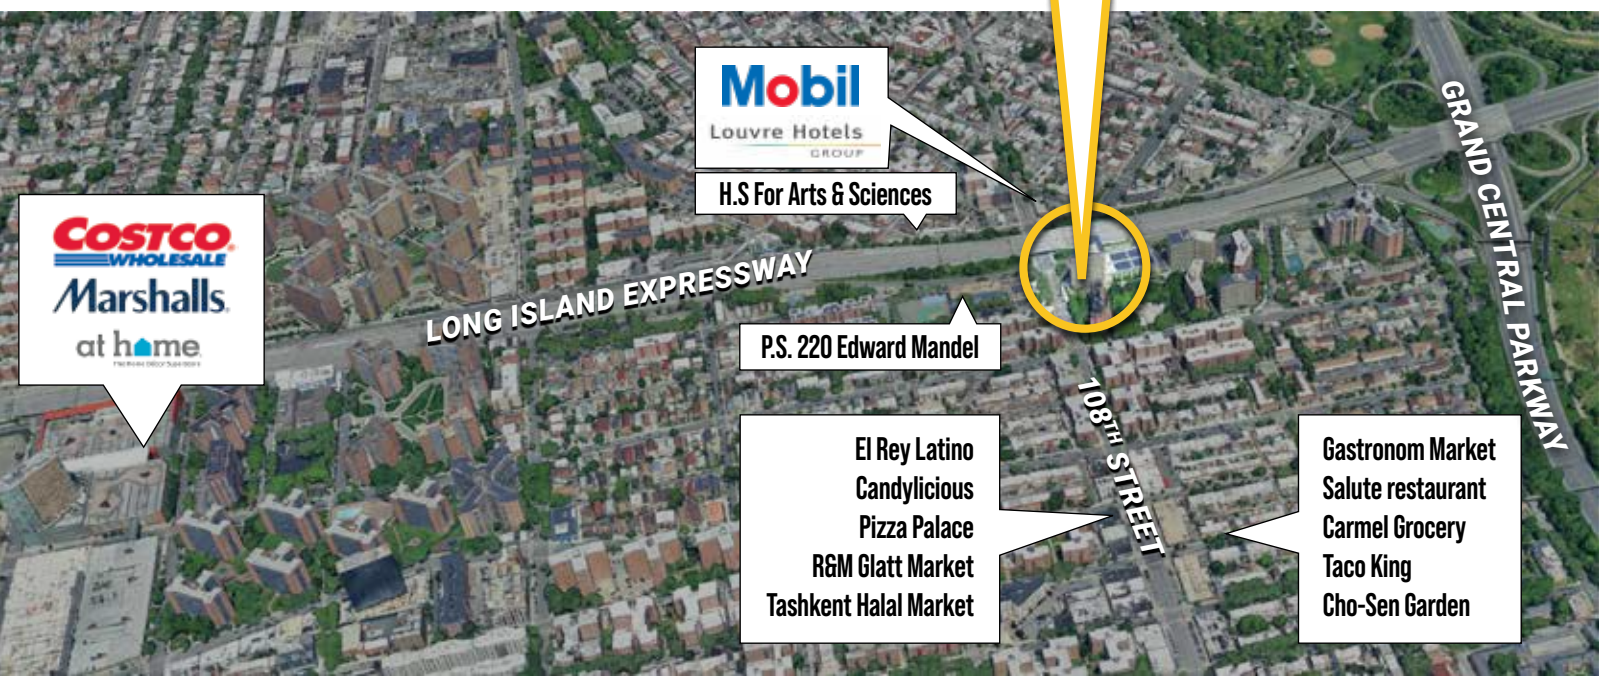 Mobil
Louvre Hotels
GROUP
H.S For Arts & Sciences
GRAND CENTRAL PARKWAY
COSTCO
WHOLESALE
Marshalls
at home
LONG ISLAND EXPRESSWAY
P.S. 220 Edward Mandel
108TH STREET
El Rey Latino
Candylicious
Pizza Palace
R&M Glatt Market
Tashkent Halal Market
Gastronom Market
Salute restaurant
Carmel Grocery
Taco King
Cho-Sen Garden